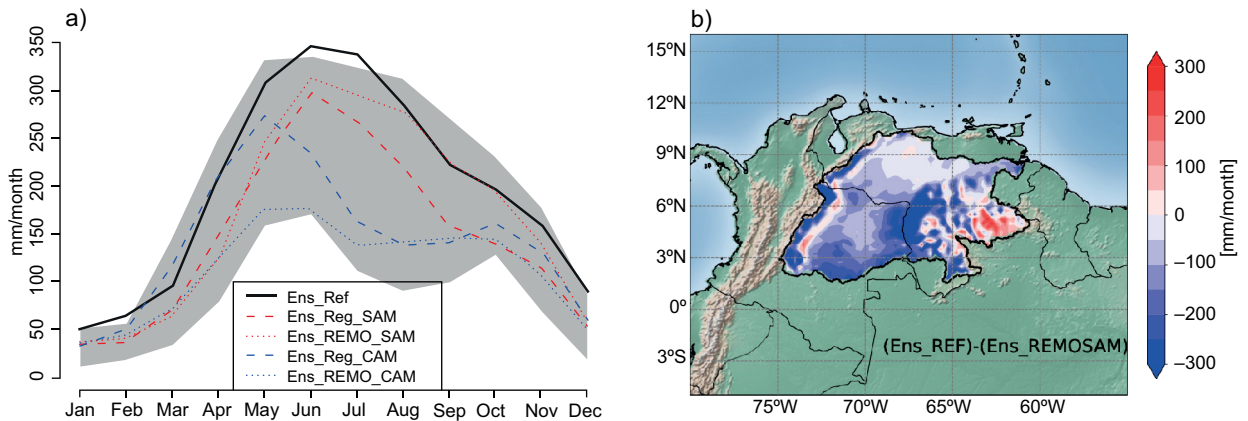 a)
350
300
250
200
150
100
50
0
mm/month
Ens_Ref
Ens_Reg_SAM
Ens_REMO_SAM
Ens_Reg_CAM
Ens_REMO_CAM
Jan Feb Mar Apr May Jun Jul Aug Sep Oct Nov Dec
b)
15ºN
12ºN
9ºN
6ºN
3ºN
0º
3ºS
75ºW 70ºW 65ºW 60ºW
(Ens_REF)-(Ens_REMOSAM)
300
200
100
0
−100
−200
−300
[mm/month]